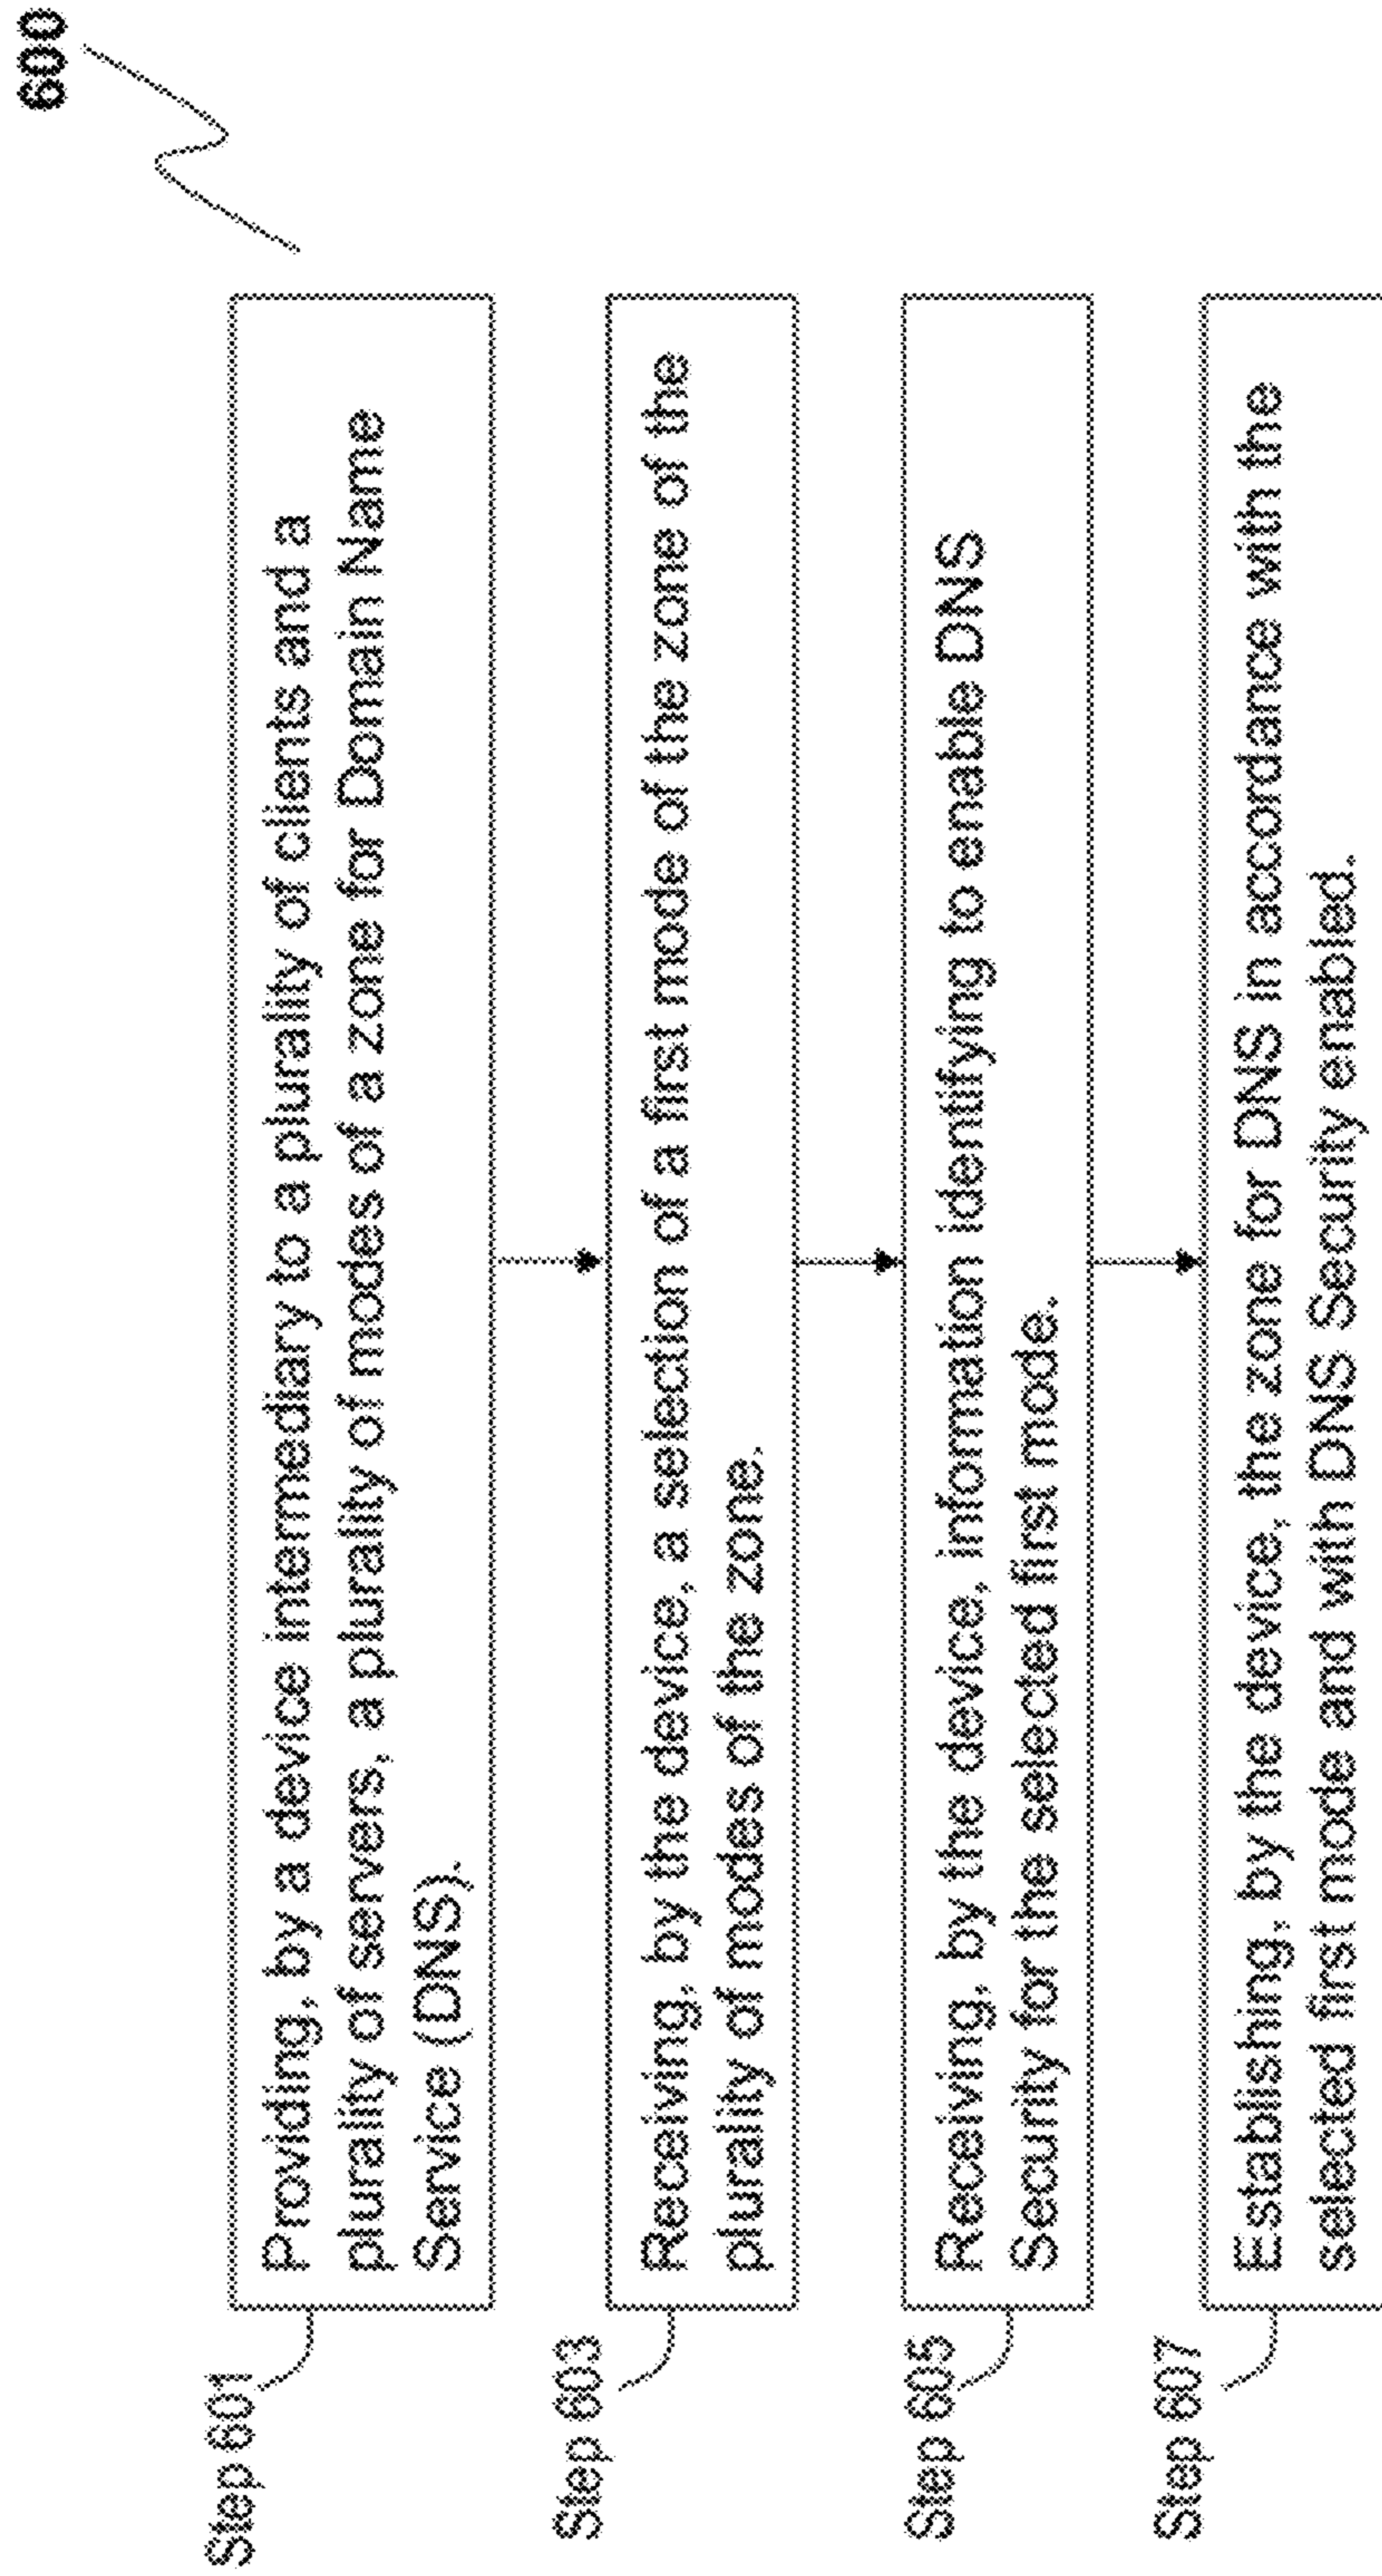 600
Step 601
Providing, by a device intermediary to a plurality of clients and a
plurality of servers, a plurality of modes of a zone for Domain Name
Service (DNS).
Step 603
Receiving, by the device, a selection of a first mode of the zone of the
plurality of modes of the zone.
Step 605
Receiving, by the device, information identifying to enable DNS
Security for the selected first mode.
Step 607
Establishing, by the device, the zone for DNS in accordance with the
selected first mode and with DNS Security enabled.